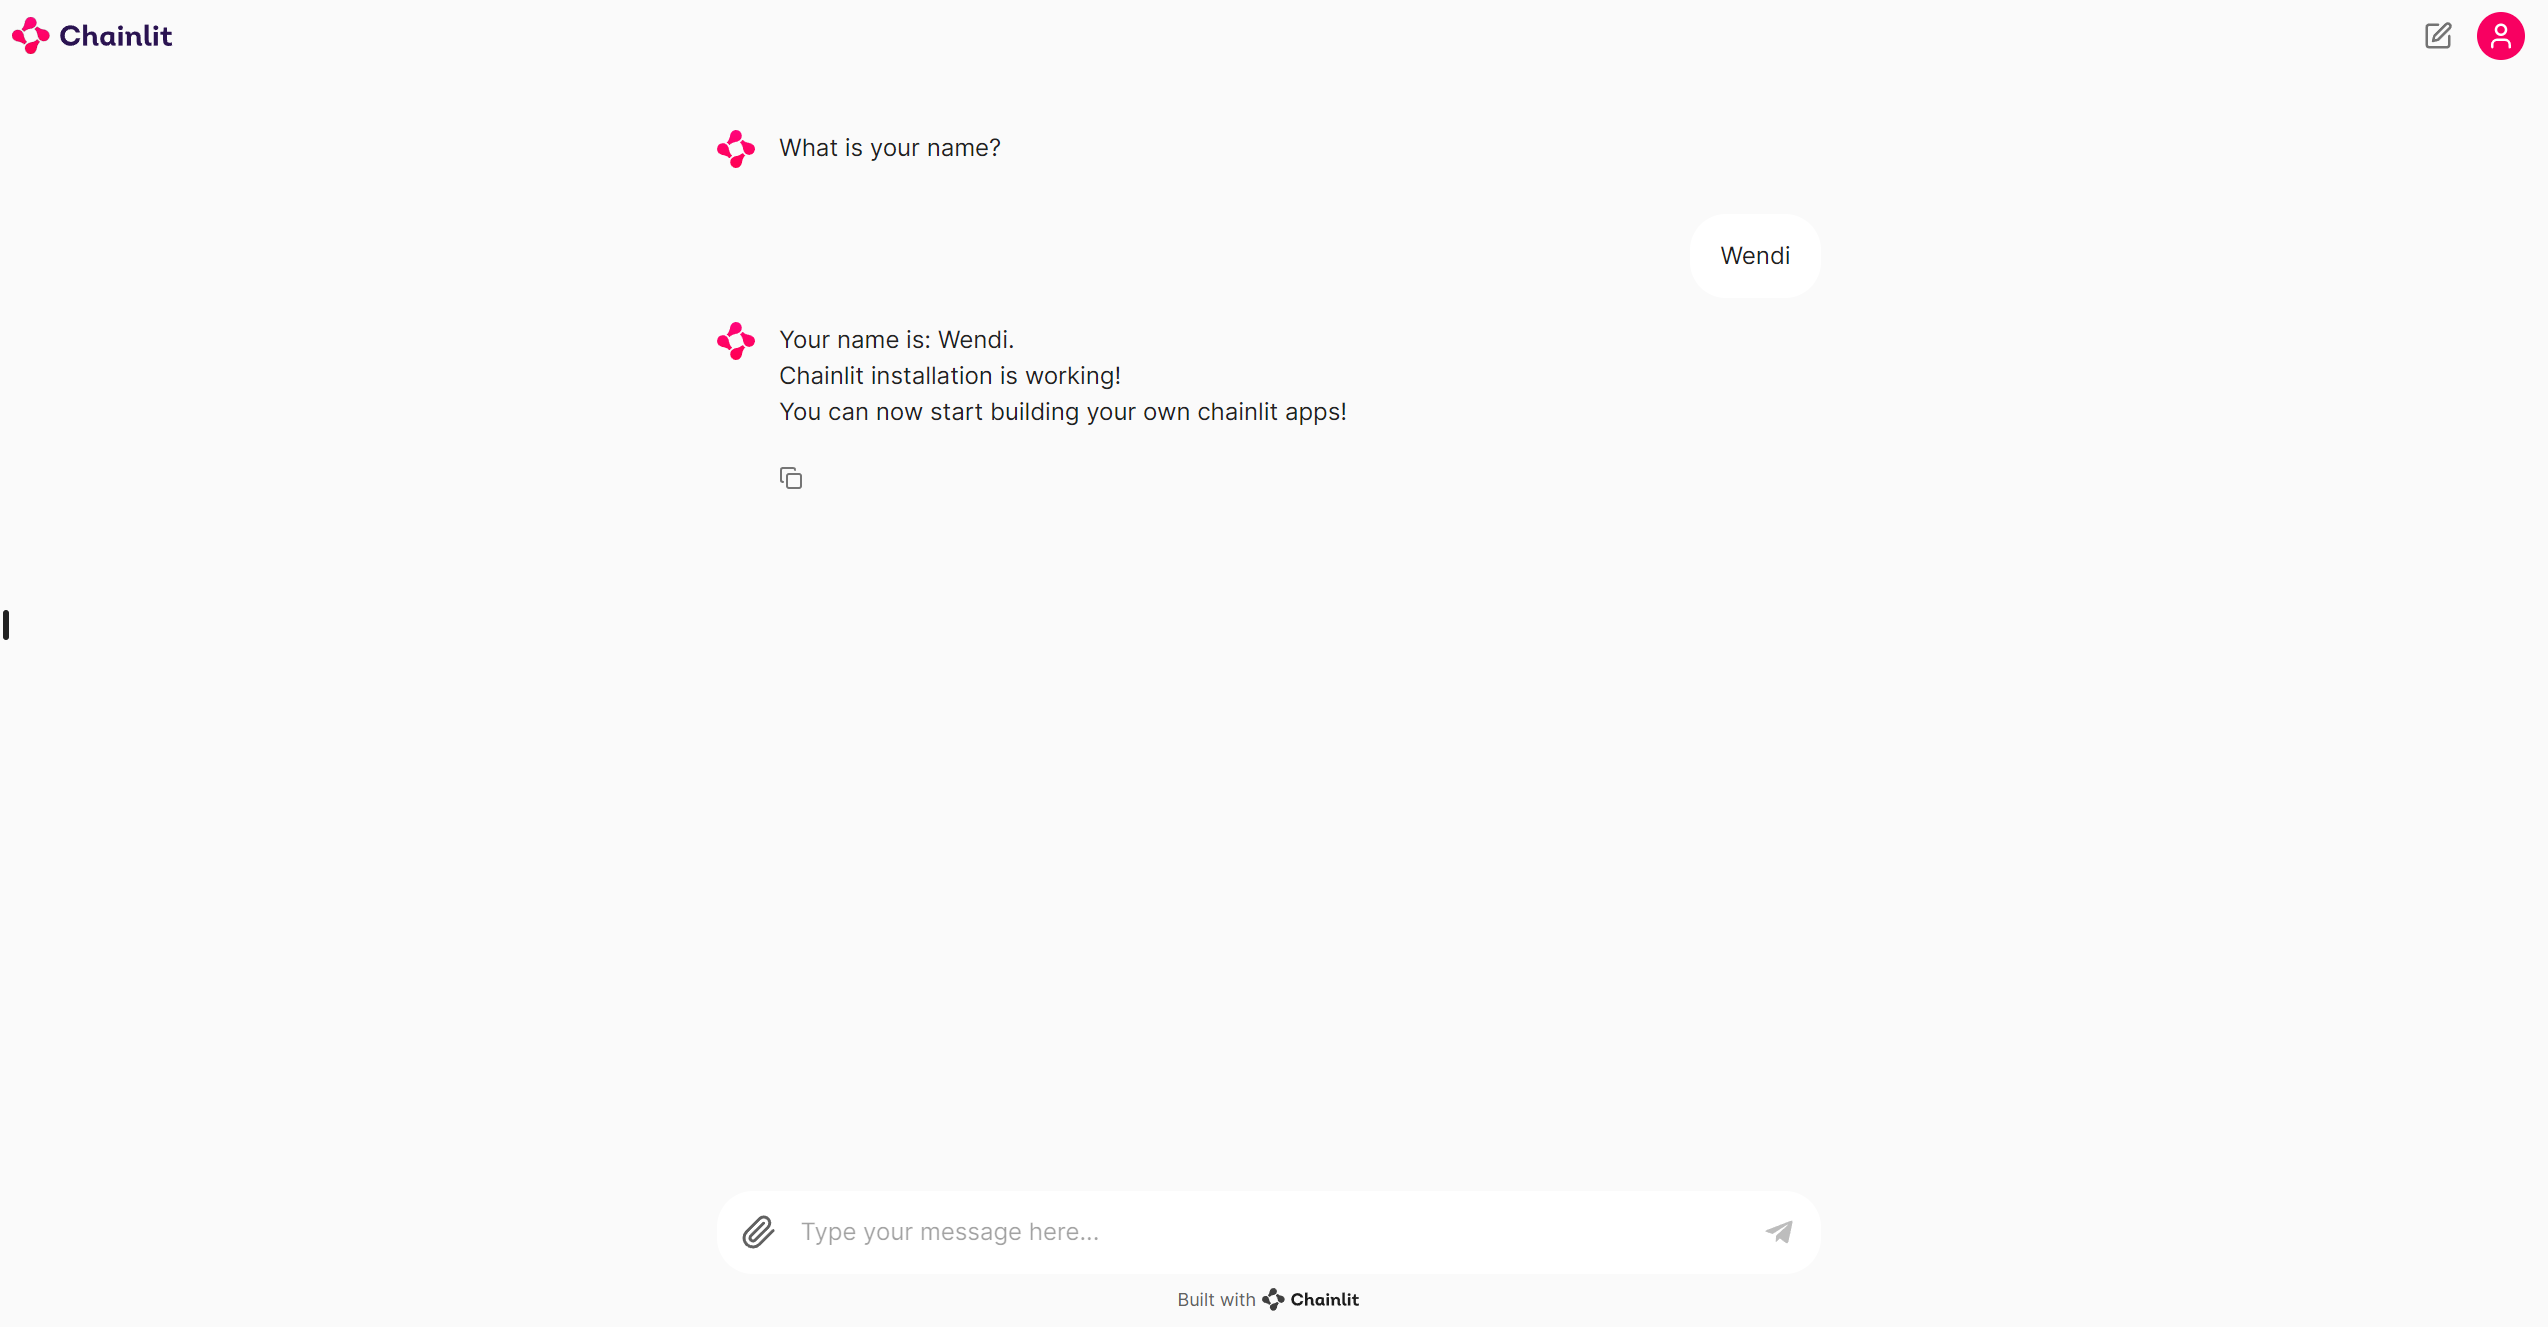 Chainlit
What is your name?
Wendi
Your name is: Wendi.
Chainlit installation is working!
You can now start building your own chainlit apps!
Type your message here...
Built with Chainlit